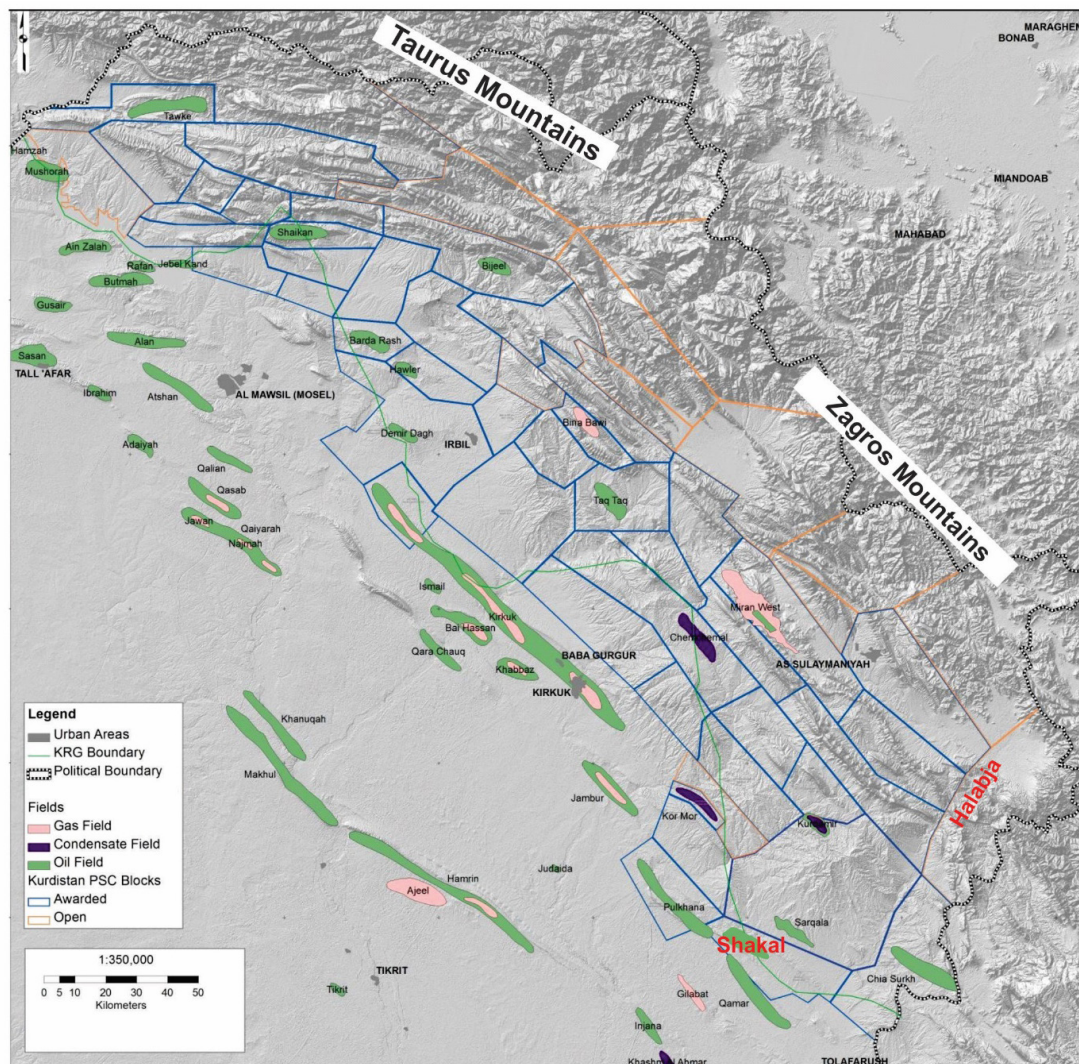 MARAGHEH
BONAB
Taurus Mountains
Tawke
Hamzah
Mushorah
MIANDOAB
MAHABAD
Shaikan
Ain Zalah
Rafan
Jebel Kand
Bijeel
Butmah
Gusair
Alan
Barda Rash
Sasan
TALL 'AFAR
Hawler
Ibrahim
Atshan
AL MAWSIL (MOSEL)
Zagros Mountains
Bina Bawi
Demir Dagh
IRBIL
Adaiyah
Qalian
Qasab
Taq Taq
Jawan
Qaiyarah
Najmah
Ismail
Miran West
Kirkuk
Bai Hassan
Chemchemal
Qara Chauq
BABA GURGUR
AS SULAYMANIYAH
Khabbaz
KIRKUK
Legend
Urban Areas
KRG Boundary
Political Boundary
Fields
Gas Field
Condensate Field
Oil Field
Kurdistan PSC Blocks
Awarded
Open
Khanuqah
Makhul
Jambur
Halabja
Kor Mor
Kurdamir
Judaida
Hamrin
Ajeel
Pulkhana
Sarqala
Shakal
Chia Surkh
1:350,000
0 5 10 20 30 40 50
Kilometers
TIKRIT
Tikrit
Gilabat
Qamar
Injana
Khashm Al Ahmar
TOLAFARUSH